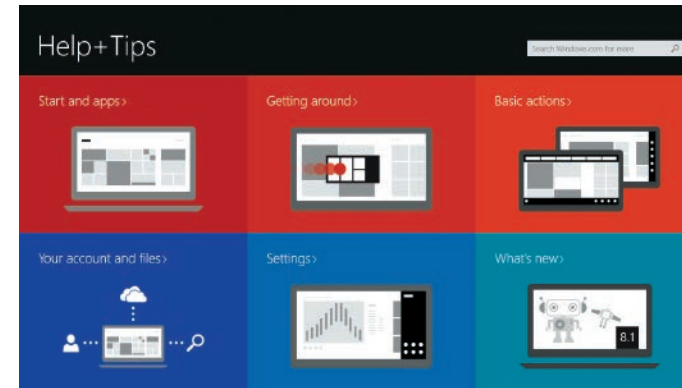 Help+Tips
Search Windows.com for more
Start and apps›
Getting around›
Basic actions›
Your account and files›
Settings›
What's new›
8.1